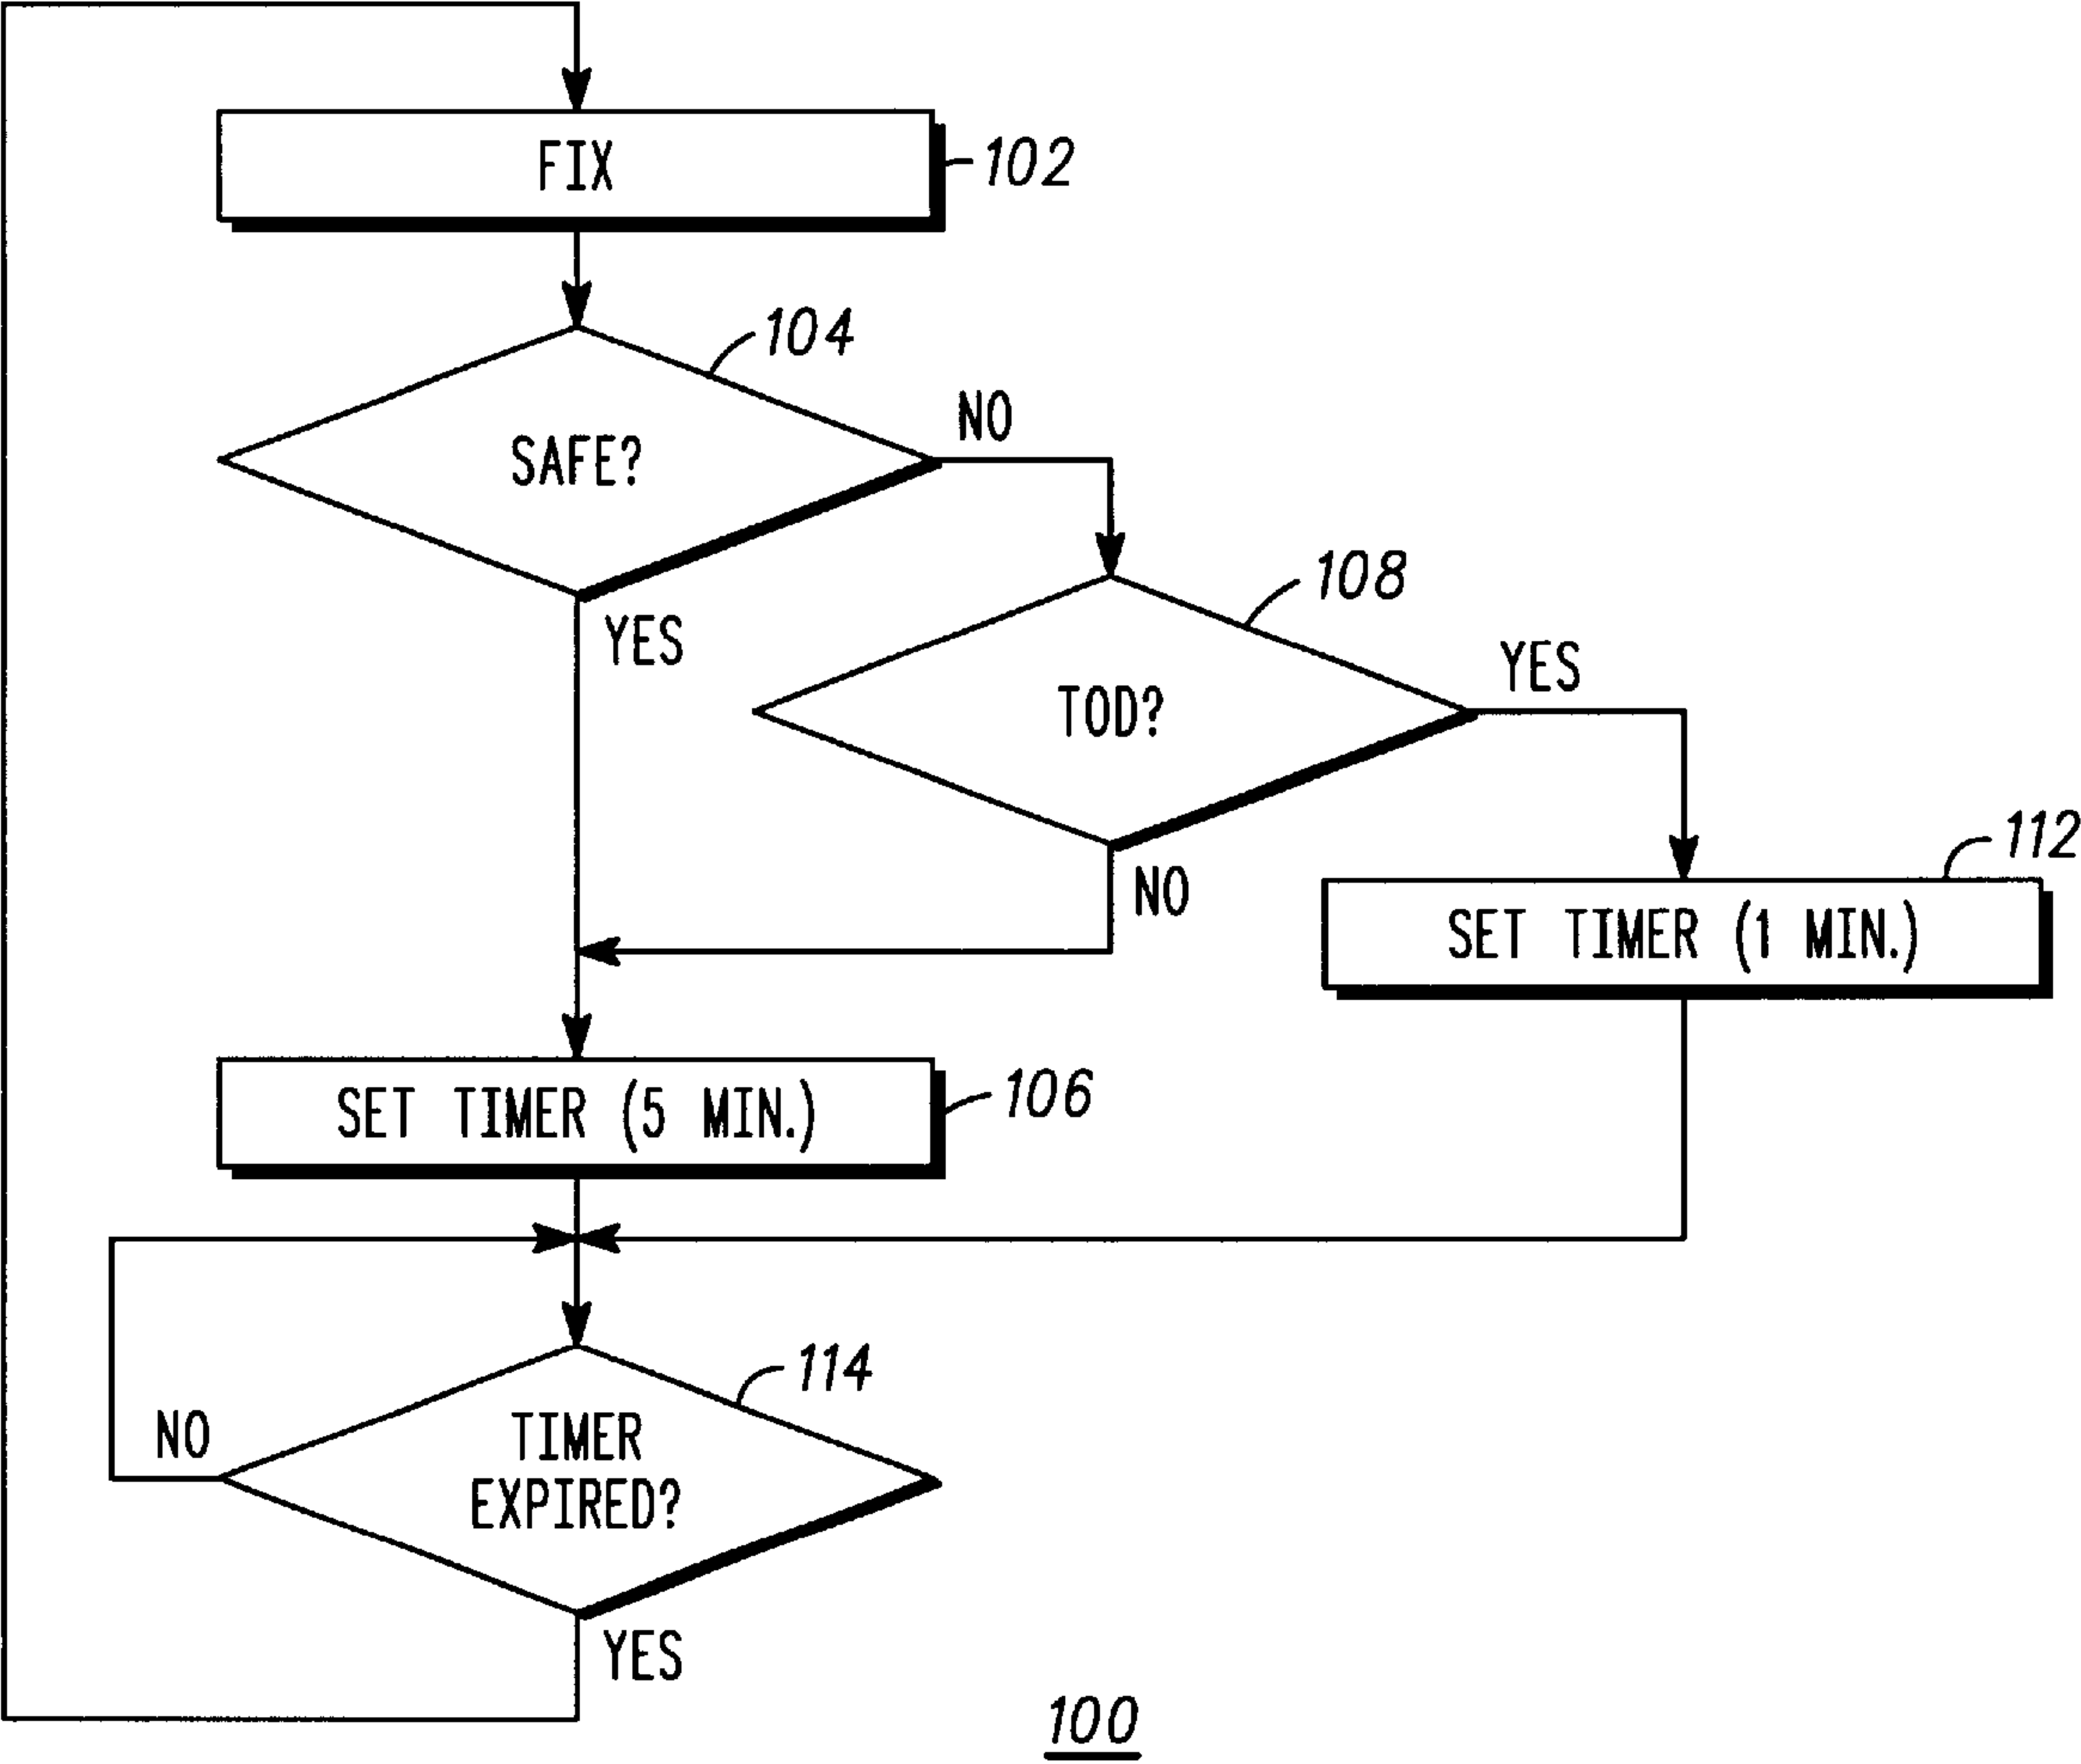 FIX
102
104
SAFE?
NO
YES
108
TOD?
YES
NO
112
SET TIMER (1 MIN.)
SET TIMER (5 MIN.)
106
114
TIMER
EXPIRED?
NO
YES
100